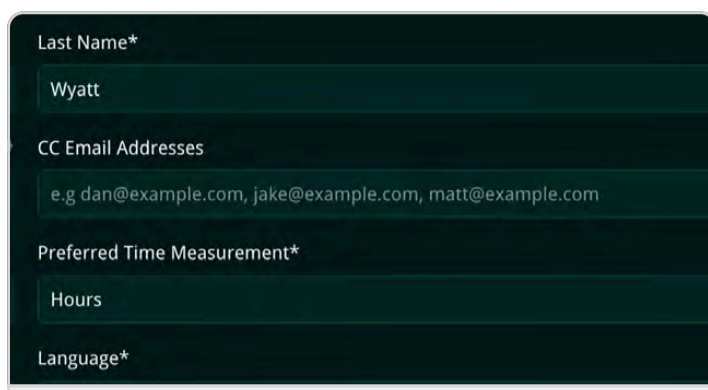 Last Name*
Wyatt
CC Email Addresses
e.g dan@example.com, jake@example.com, matt@example.com
Preferred Time Measurement*
Hours
Language*